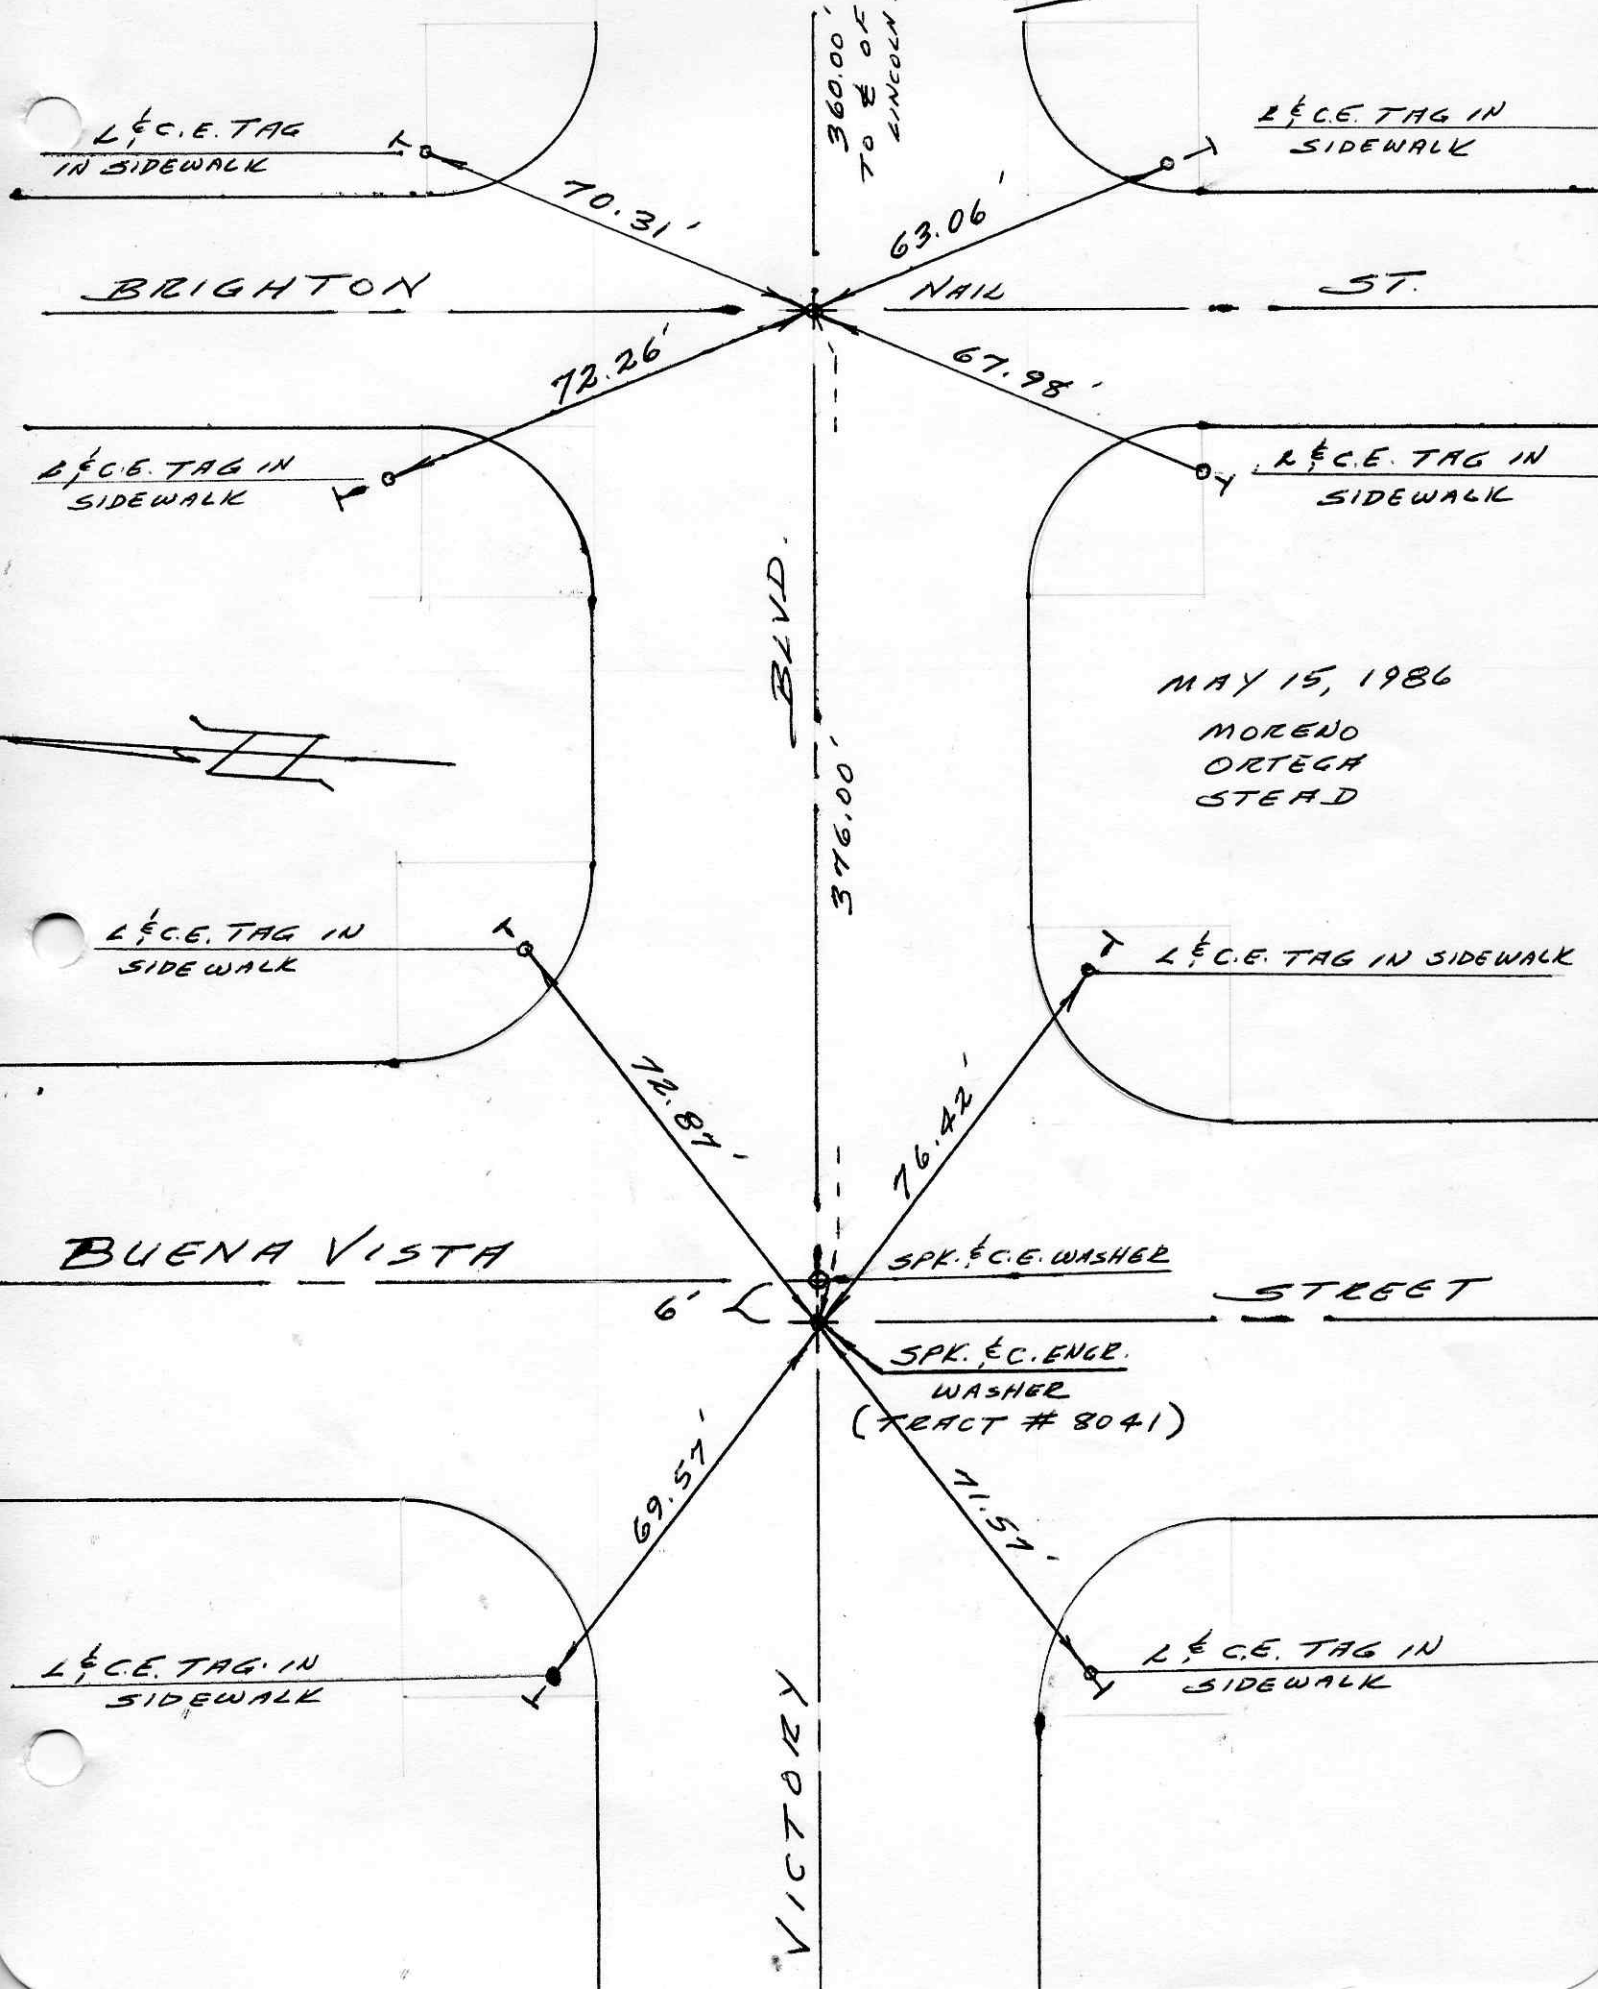 360.00'
TO ℄ OF
LINCOLN
L & C.E. TAG
IN SIDEWALK
L & C.E. TAG IN
SIDEWALK
70.31'
63.06'
BRIGHTON
NAIL
ST.
72.26'
67.98'
L & C.E. TAG IN
SIDEWALK
L & C.E. TAG IN
SIDEWALK
BLVD.
MAY 15, 1986
MORENO
ORTEGA
STEAD
376.00'
L & C.E. TAG IN
SIDEWALK
L & C.E. TAG IN SIDEWALK
72.87'
76.42'
BUENA VISTA
SPK. & C.E. WASHER
6'
STREET
SPK. & C. ENGR.
WASHER
(TRACT # 8041)
69.57'
71.57'
L & C.E. TAG IN
SIDEWALK
L & C.E. TAG IN
SIDEWALK
VICTORY